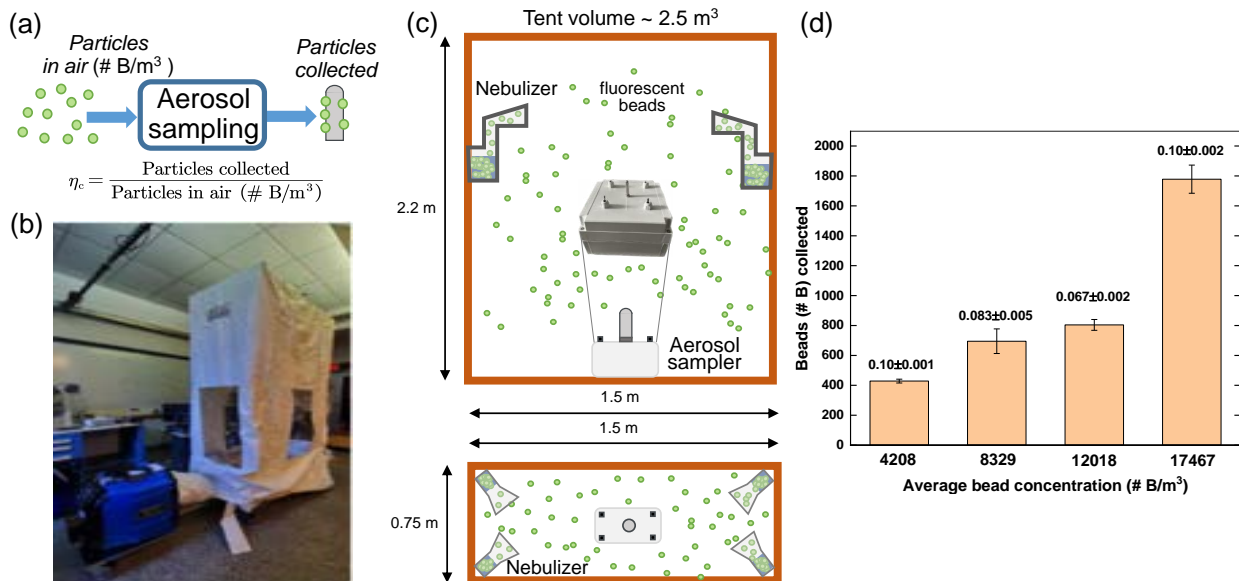 (a)
Particles
in air (# B/m³ )
Aerosol
sampling
Particles
collected
η_c = Particles collected
Particles in air (# B/m³)
(b)
(c)
Tent volume ~ 2.5 m³
Nebulizer
fluorescent
beads
2.2 m
Aerosol
sampler
1.5 m
1.5 m
0.75 m
Nebulizer
(d)
Beads (# B) collected
2000
1800
1600
1400
1200
1000
800
600
400
200
0
0.10±0.001
0.083±0.005
0.067±0.002
0.10±0.002
4208
8329
12018
17467
Average bead concentration (# B/m³)